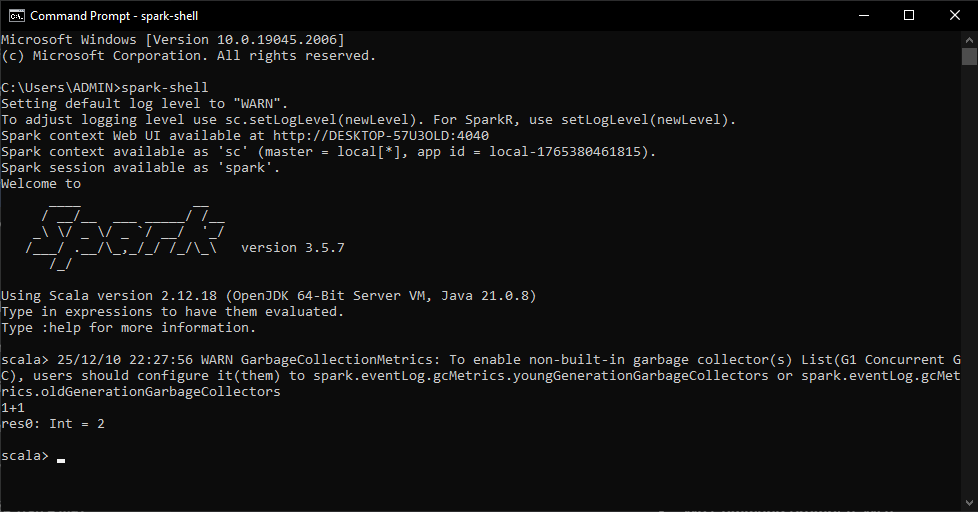 Command Prompt - spark-shell
Microsoft Windows [Version 10.0.19045.2006]
(c) Microsoft Corporation. All rights reserved.
C:\Users\ADMIN>spark-shell
Setting default log level to "WARN".
To adjust logging level use sc.setLogLevel(newLevel). For SparkR, use setLogLevel(newLevel).
Spark context Web UI available at http://DESKTOP-57U3OLD:4040
Spark context available as 'sc' (master = local[*], app id = local-1765380461815).
Spark session available as 'spark'.
Welcome to
      ____              __
     / __/__  ___ _____/ /__
    _\ \/ _ \/ _ `/ __/  '_/
   /___/ .__/\_,_/_/ /_/\_\   version 3.5.7
      /_/
Using Scala version 2.12.18 (OpenJDK 64-Bit Server VM, Java 21.0.8)
Type in expressions to have them evaluated.
Type :help for more information.
scala> 25/12/10 22:27:56 WARN GarbageCollectionMetrics: To enable non-built-in garbage collector(s) List(G1 Concurrent G
C), users should configure it(them) to spark.eventLog.gcMetrics.youngGenerationGarbageCollectors or spark.eventLog.gcMet
rics.oldGenerationGarbageCollectors
1+1
res0: Int = 2
scala>